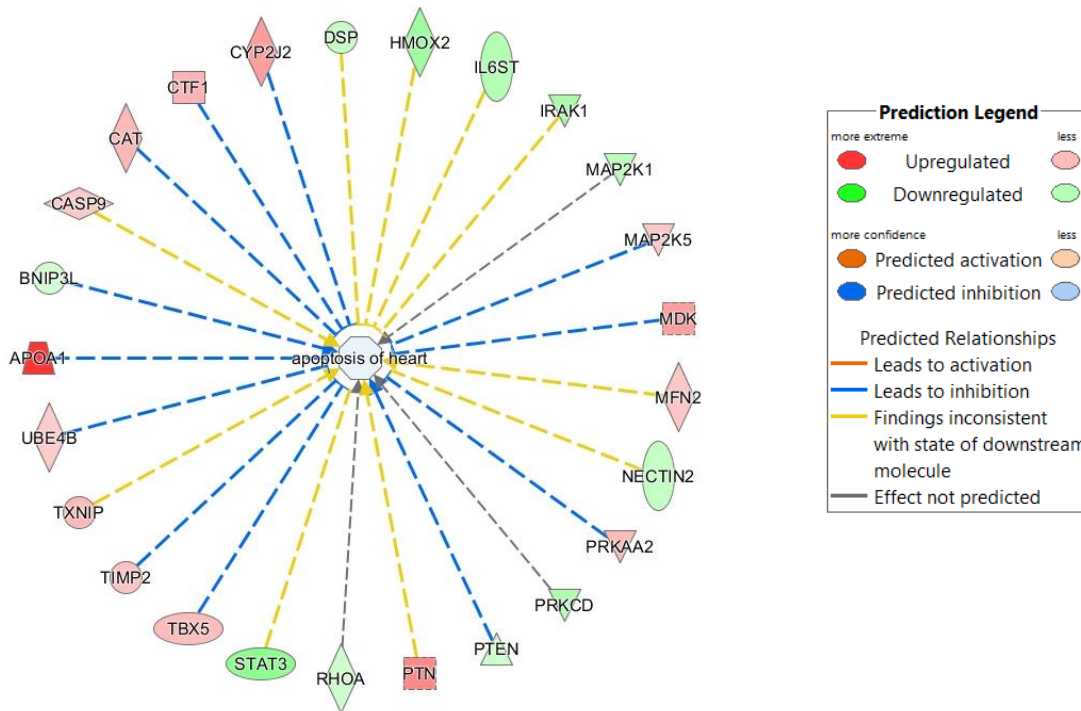 DSP
HMOX2
CYP2J2
IL6ST
CTF1
IRAK1
CAT
MAP2K1
CASP9
MAP2K5
BNIP3L
MDK
APOA1
apoptosis of heart
MFN2
UBE4B
NECTIN2
TXNIP
PRKAA2
TIMP2
PRKCD
TBX5
PTEN
STAT3
PTN
RHOA
Prediction Legend
more extreme less
Upregulated
Downregulated
more confidence less
Predicted activation
Predicted inhibition
Predicted Relationships
Leads to activation
Leads to inhibition
Findings inconsistent
with state of downstream
molecule
Effect not predicted